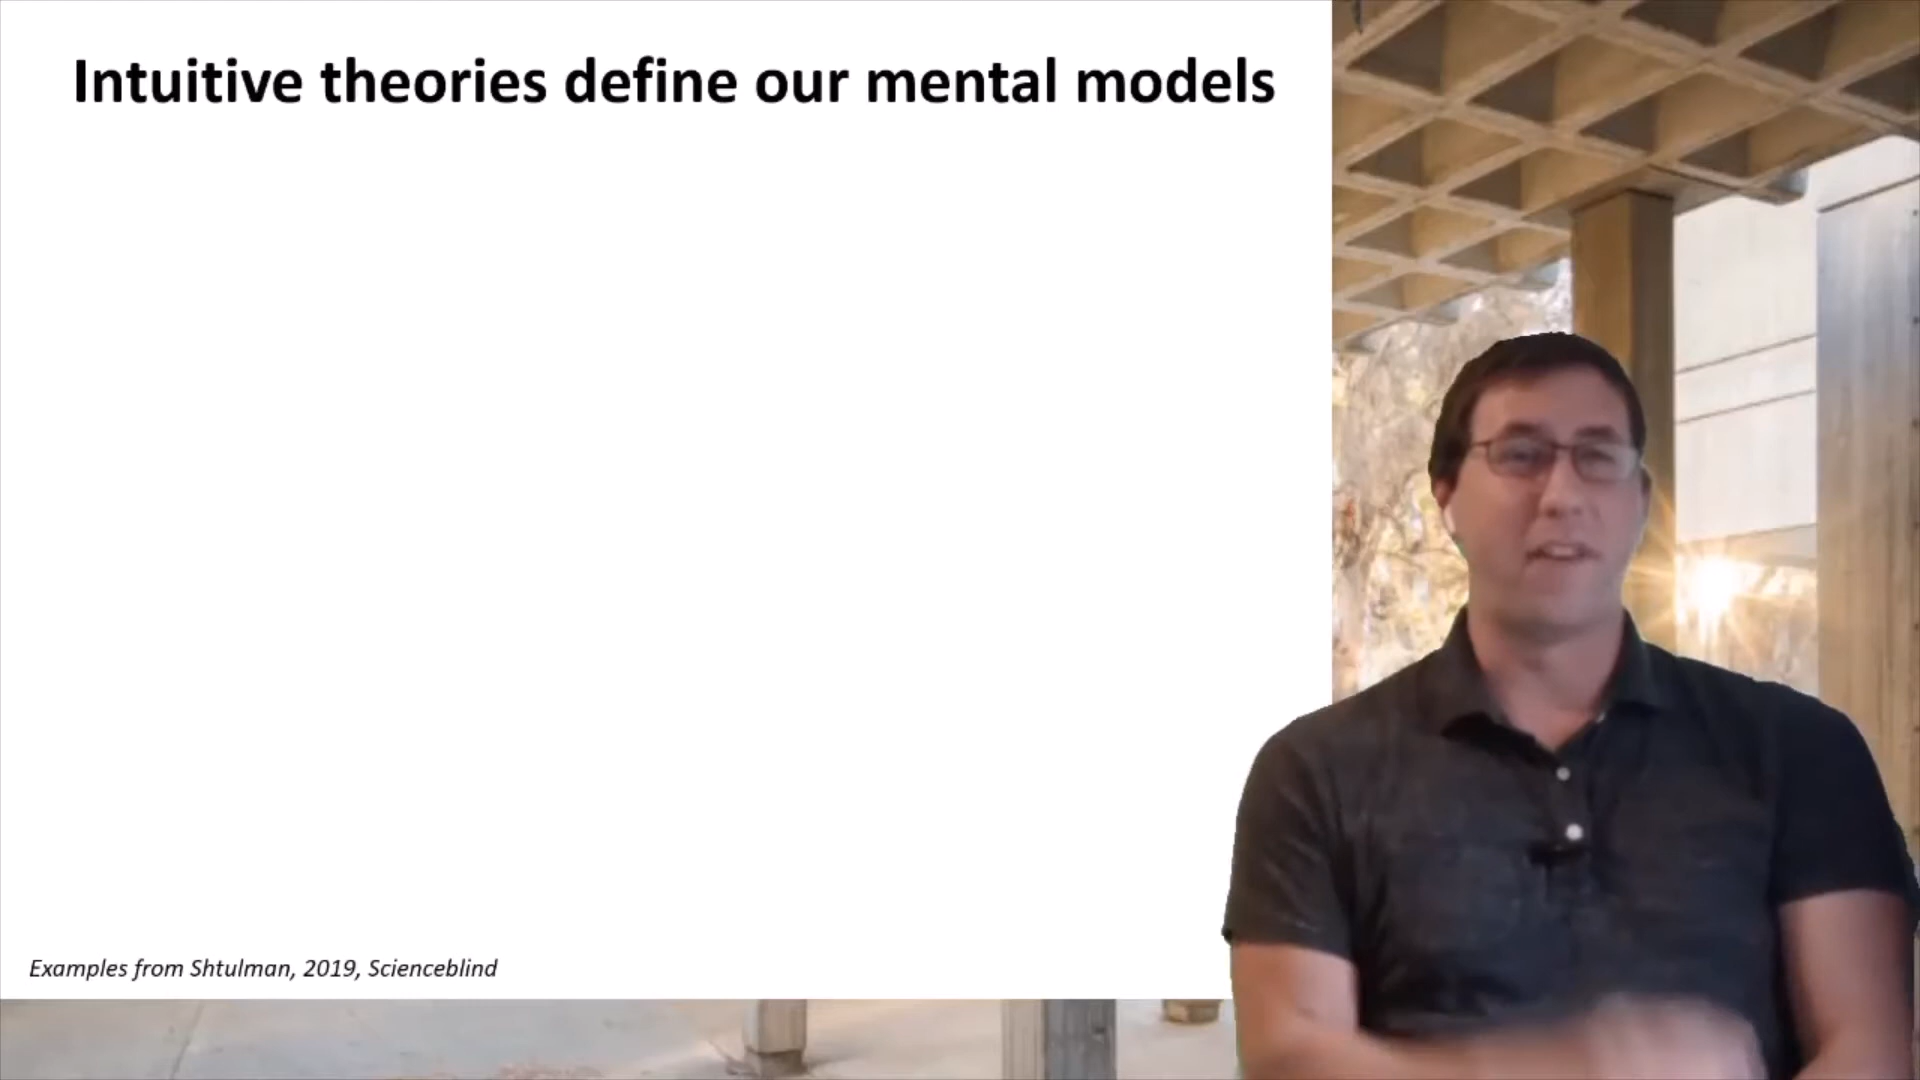 Intuitive theories define our mental models
Examples from Shtulman, 2019, Scienceblind